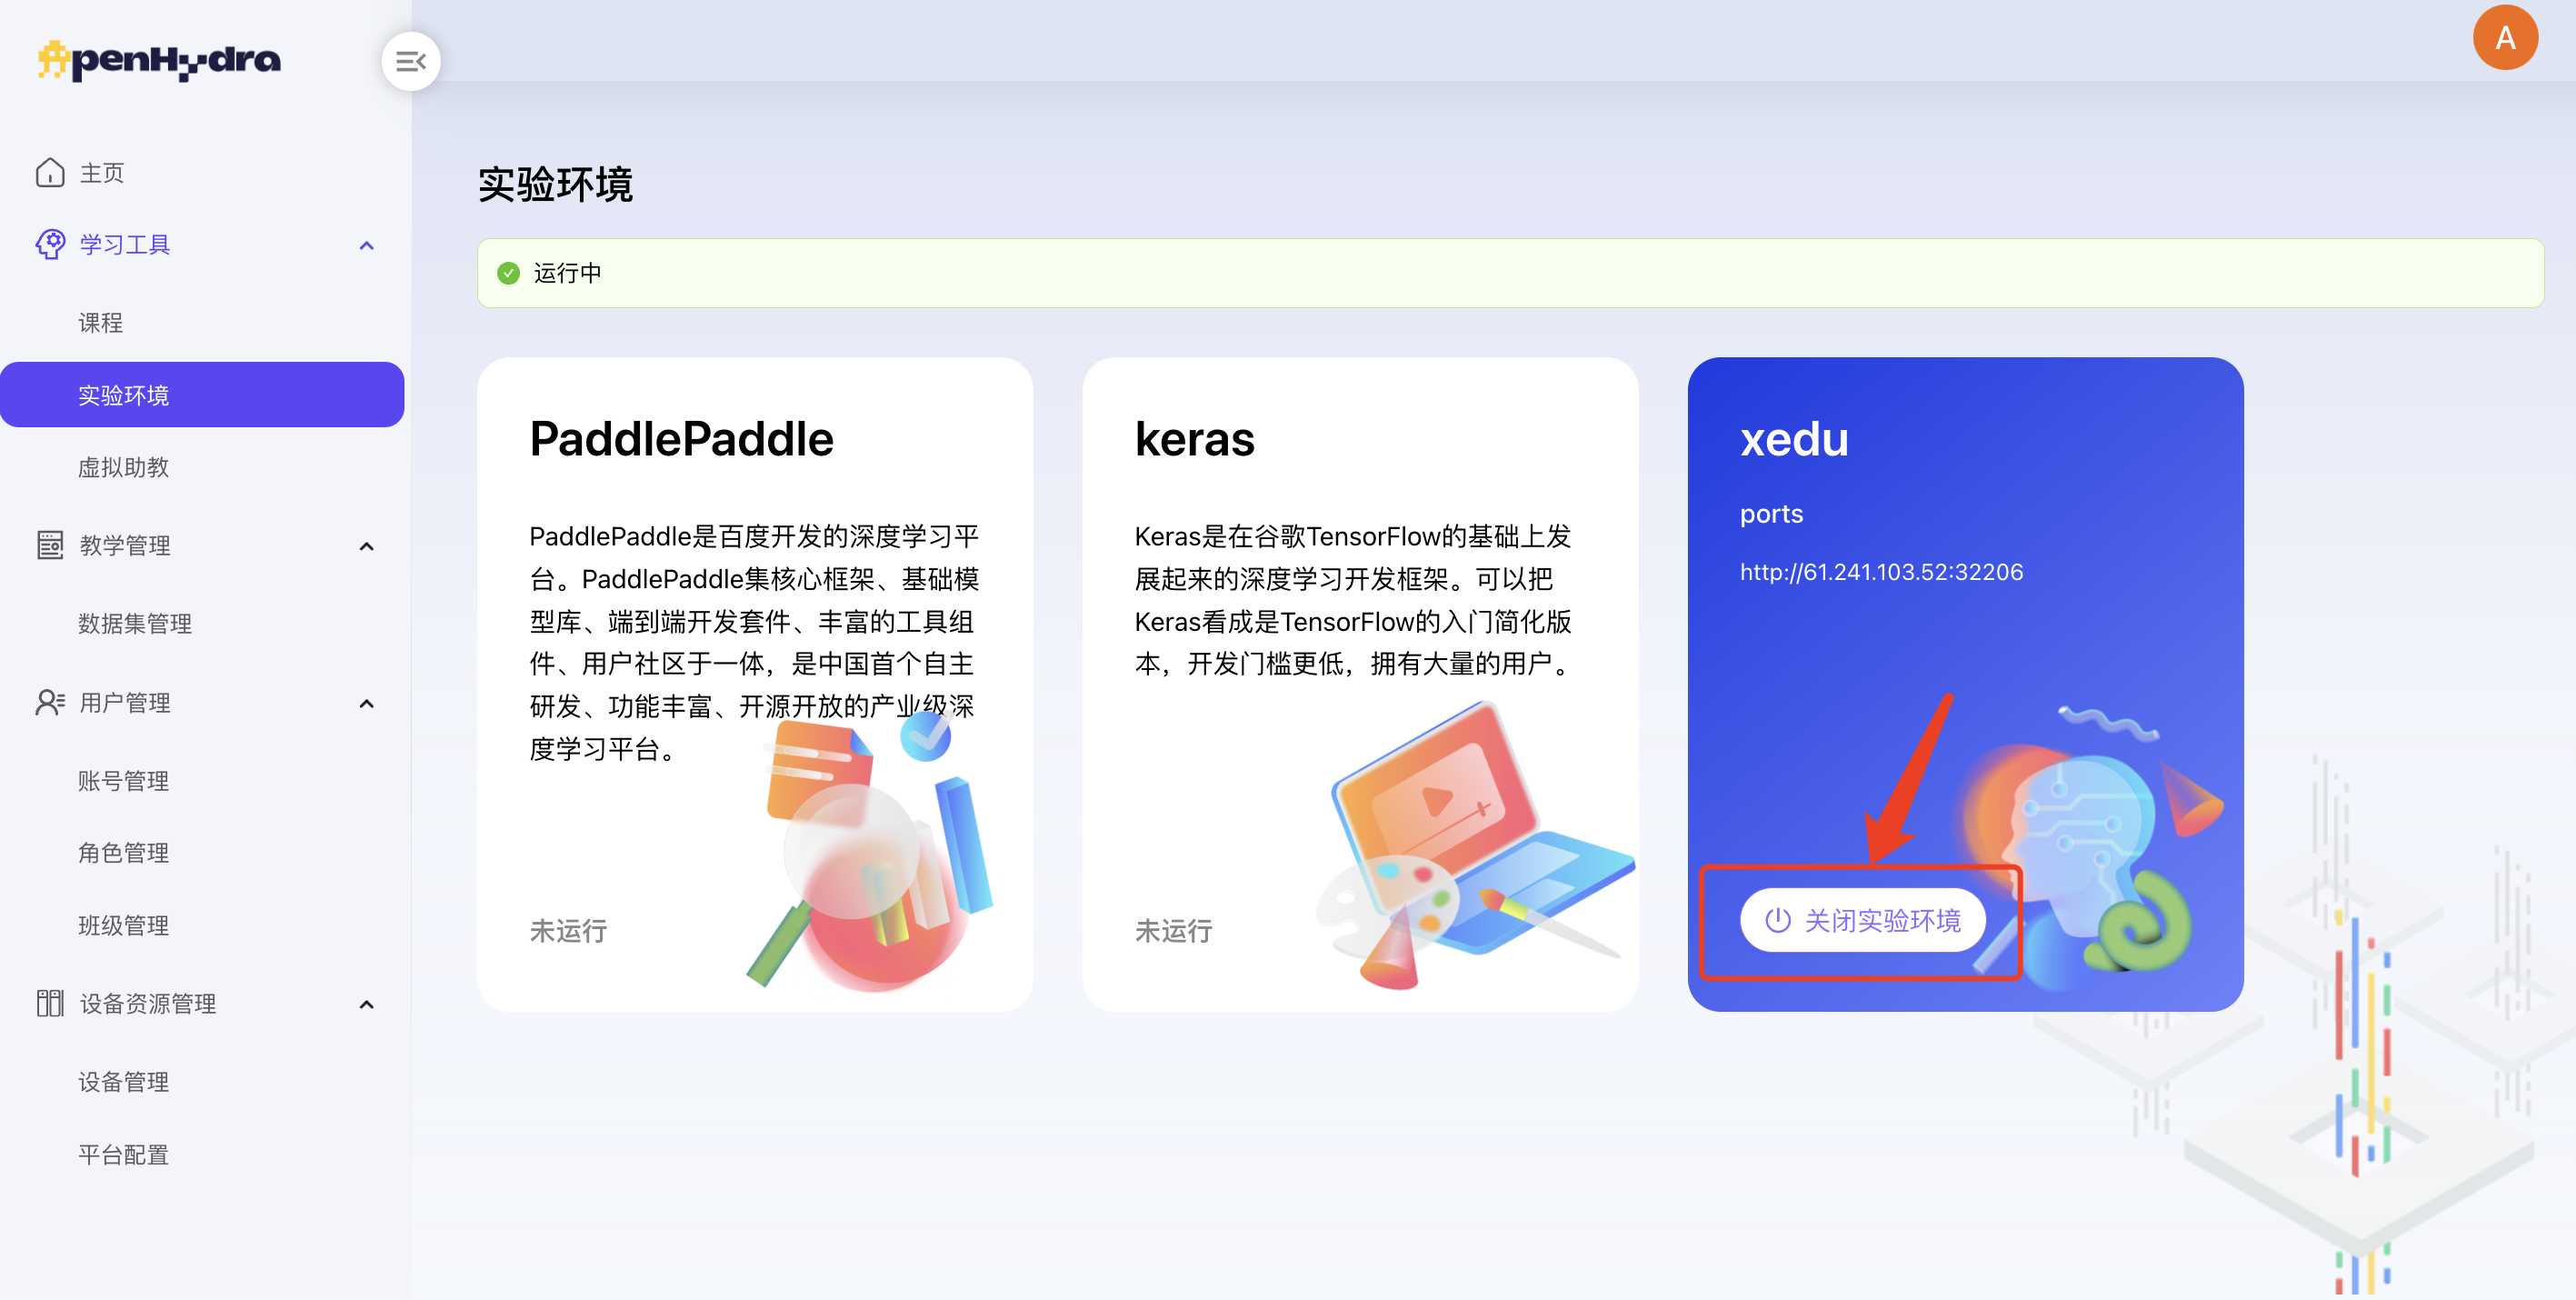 OpenHydra
A
主页
学习工具
课程
实验环境
虚拟助教
教学管理
数据集管理
用户管理
账号管理
角色管理
班级管理
设备资源管理
设备管理
平台配置
实验环境
运行中
PaddlePaddle
PaddlePaddle是百度开发的深度学习平
台。PaddlePaddle集核心框架、基础模
型库、端到端开发套件、丰富的工具组
件、用户社区于一体，是中国首个自主
研发、功能丰富、开源开放的产业级深
度学习平台。
未运行
keras
Keras是在谷歌TensorFlow的基础上发
展起来的深度学习开发框架。可以把
Keras看成是TensorFlow的入门简化版
本，开发门槛更低，拥有大量的用户。
未运行
xedu
ports
http://61.241.103.52:32206
关闭实验环境